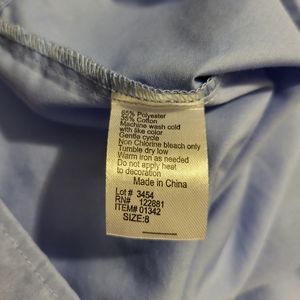 65% Polyester
35% Cotton
Machine wash cold
with like color
Gentle cycle
Non Chlorine bleach only
Tumble dry low
Warm Iron as needed
Do not apply heat
to decoration
Made in China
Lot # 3454
RN# 122881
ITEM# 01342
SIZE:8